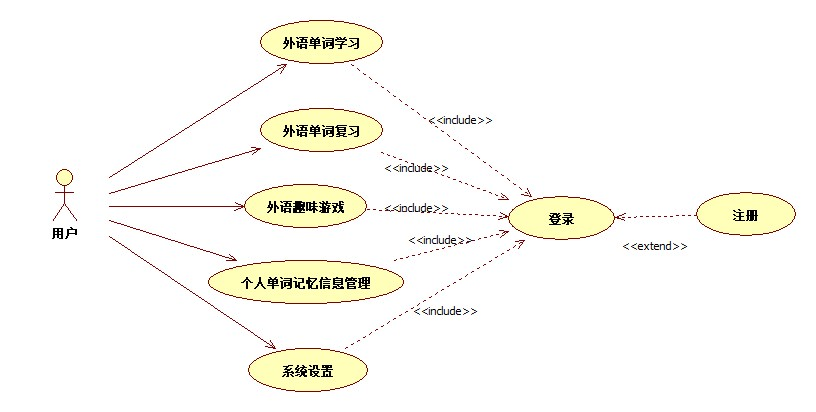 外语单词学习
<<include>>
外语单词复习
<<include>>
用户
外语趣味游戏
<<include>>
登录
注册
<<include>>
<<extend>>
个人单词记忆信息管理
<<include>>
系统设置